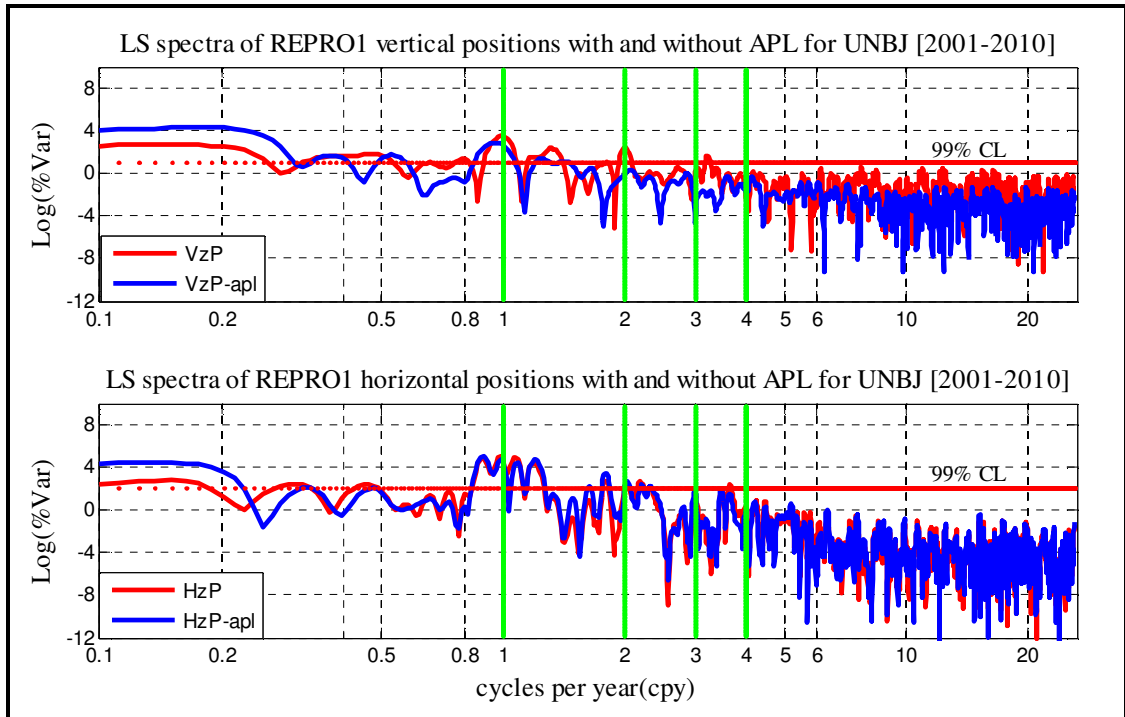 LS spectra of REPRO1 vertical positions with and without APL for UNBJ [2001-2010]
Log(%Var)
8
4
0
-4
-8
-12
99% CL
VzP
VzP-apl
0.1 0.2 0.5 0.8 1 2 3 4 5 6 10 20
LS spectra of REPRO1 horizontal positions with and without APL for UNBJ [2001-2010]
Log(%Var)
8
4
0
-4
-8
-12
99% CL
HzP
HzP-apl
0.1 0.2 0.5 0.8 1 2 3 4 5 6 10 20
cycles per year(cpy)